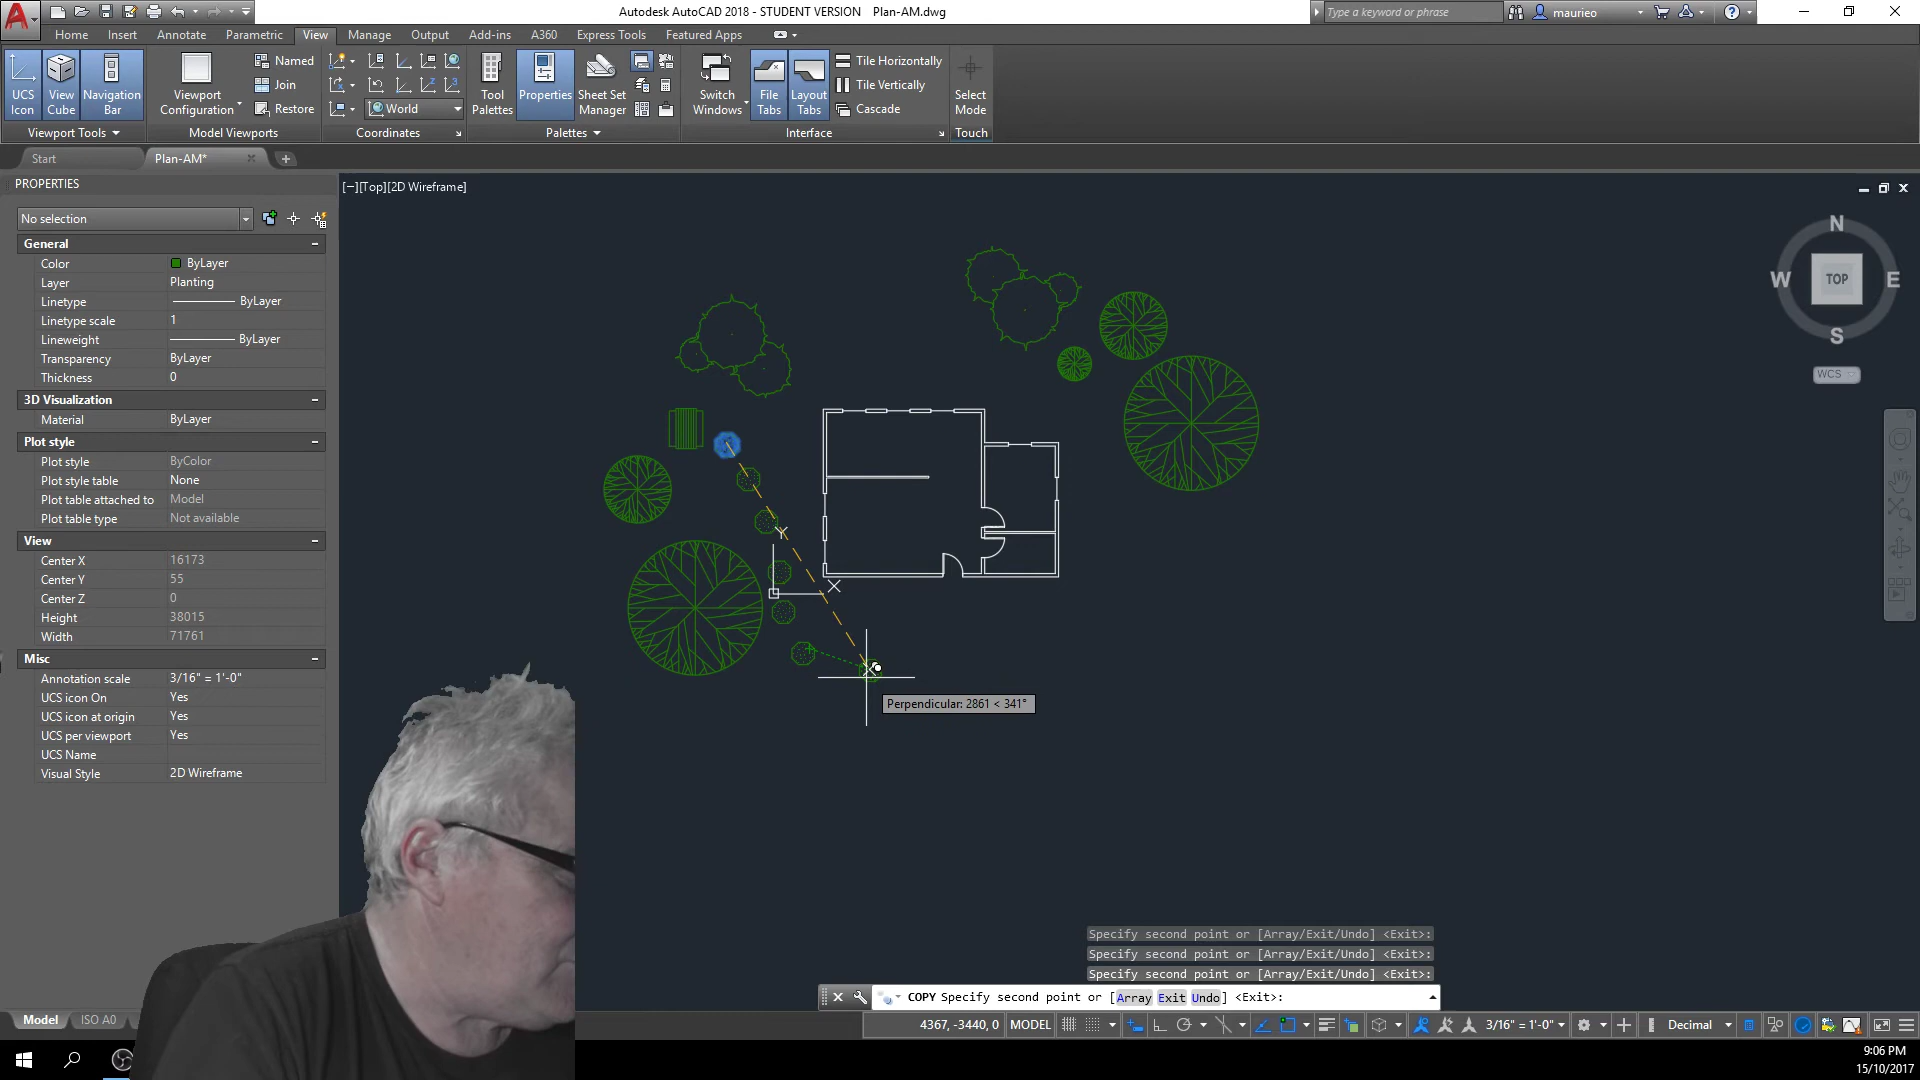 Autodesk AutoCAD 2018 - STUDENT VERSION Plan-AM.dwg
Type a keyword or phrase
maurieo
Home Insert Annotate Parametric View Manage Output Add-ins A360 Express Tools Featured Apps
UCS Icon
View Cube
Navigation Bar
Viewport Tools
Viewport Configuration
Named
Join
Restore
Model Viewports
World
Coordinates
Tool Palettes
Properties
Sheet Set Manager
Palettes
Switch Windows
File Tabs
Layout Tabs
Tile Horizontally
Tile Vertically
Cascade
Interface
Select Mode
Touch
Start
Plan-AM*
PROPERTIES
No selection
General
Color ByLayer
Layer Planting
Linetype ByLayer
Linetype scale 1
Lineweight ByLayer
Transparency ByLayer
Thickness 0
3D Visualization
Material ByLayer
Plot style
Plot style ByColor
Plot style table None
Plot table attached to Model
Plot table type Not available
View
Center X 16173
Center Y 55
Center Z 0
Height 38015
Width 71761
Misc
Annotation scale 3/16" = 1'-0"
UCS icon On Yes
UCS icon at origin Yes
UCS per viewport Yes
UCS Name
Visual Style 2D Wireframe
[−][Top][2D Wireframe]
N
W TOP E
S
WCS
Y
X
Perpendicular: 2861 < 341°
Specify second point or [Array/Exit/Undo] <Exit>:
Specify second point or [Array/Exit/Undo] <Exit>:
Specify second point or [Array/Exit/Undo] <Exit>:
COPY Specify second point or [Array Exit Undo] <Exit>:
Model ISO A0
4367, -3440, 0 MODEL 3/16" = 1'-0" Decimal
9:06 PM
15/10/2017